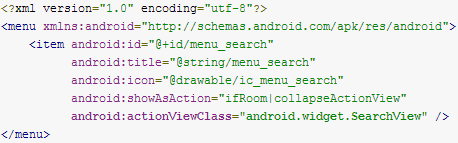 <?xml version="1.0" encoding="utf-8"?>
<menu xmlns:android="http://schemas.android.com/apk/res/android">
    <item android:id="@+id/menu_search"
          android:title="@string/menu_search"
          android:icon="@drawable/ic_menu_search"
          android:showAsAction="ifRoom|collapseActionView"
          android:actionViewClass="android.widget.SearchView" />
</menu>